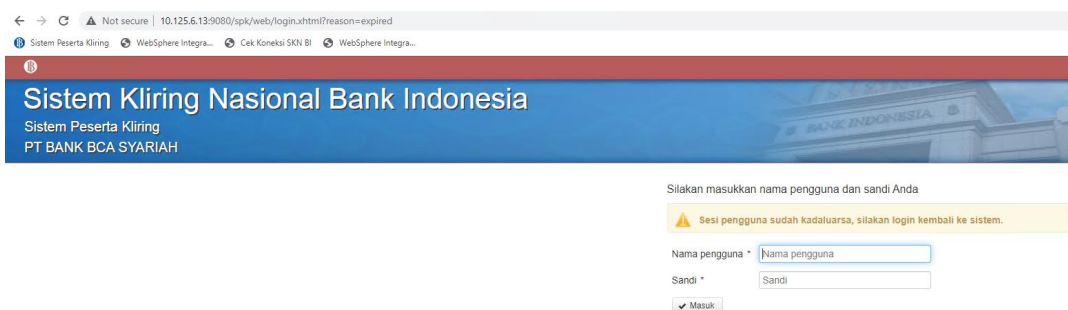 Not secure | 10.125.6.13:9080/spk/web/login.xhtml?reason=expired
Sistem Peserta Kliring WebSphere Integra... Cek Koneksi SKN BI WebSphere Integra...
Sistem Kliring Nasional Bank Indonesia
Sistem Peserta Kliring
PT BANK BCA SYARIAH
BANK INDONESIA
Silakan masukkan nama pengguna dan sandi Anda
Sesi pengguna sudah kadaluarsa, silakan login kembali ke sistem.
Nama pengguna * Nama pengguna
Sandi * Sandi
Masuk